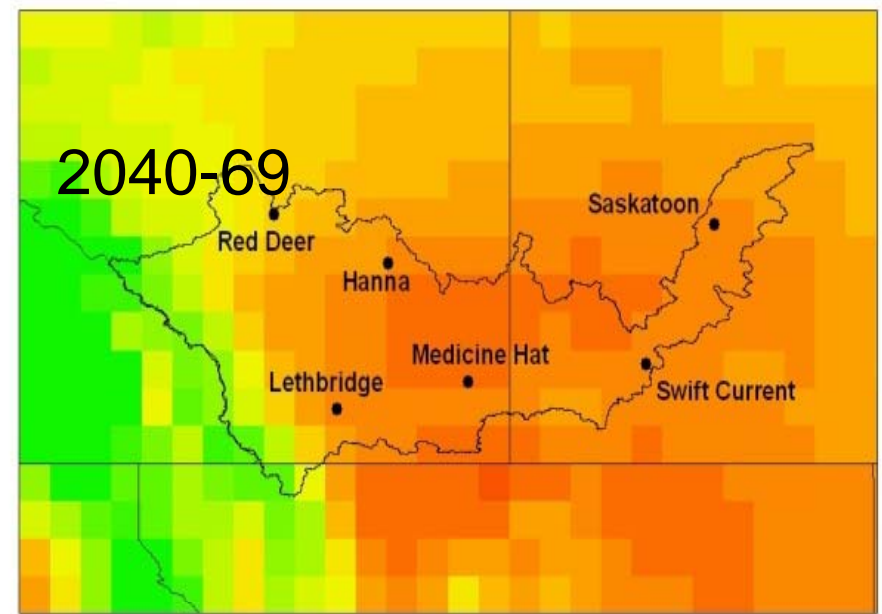 2040-69
Saskatoon
Red Deer
Hanna
Medicine Hat
Lethbridge
Swift Current